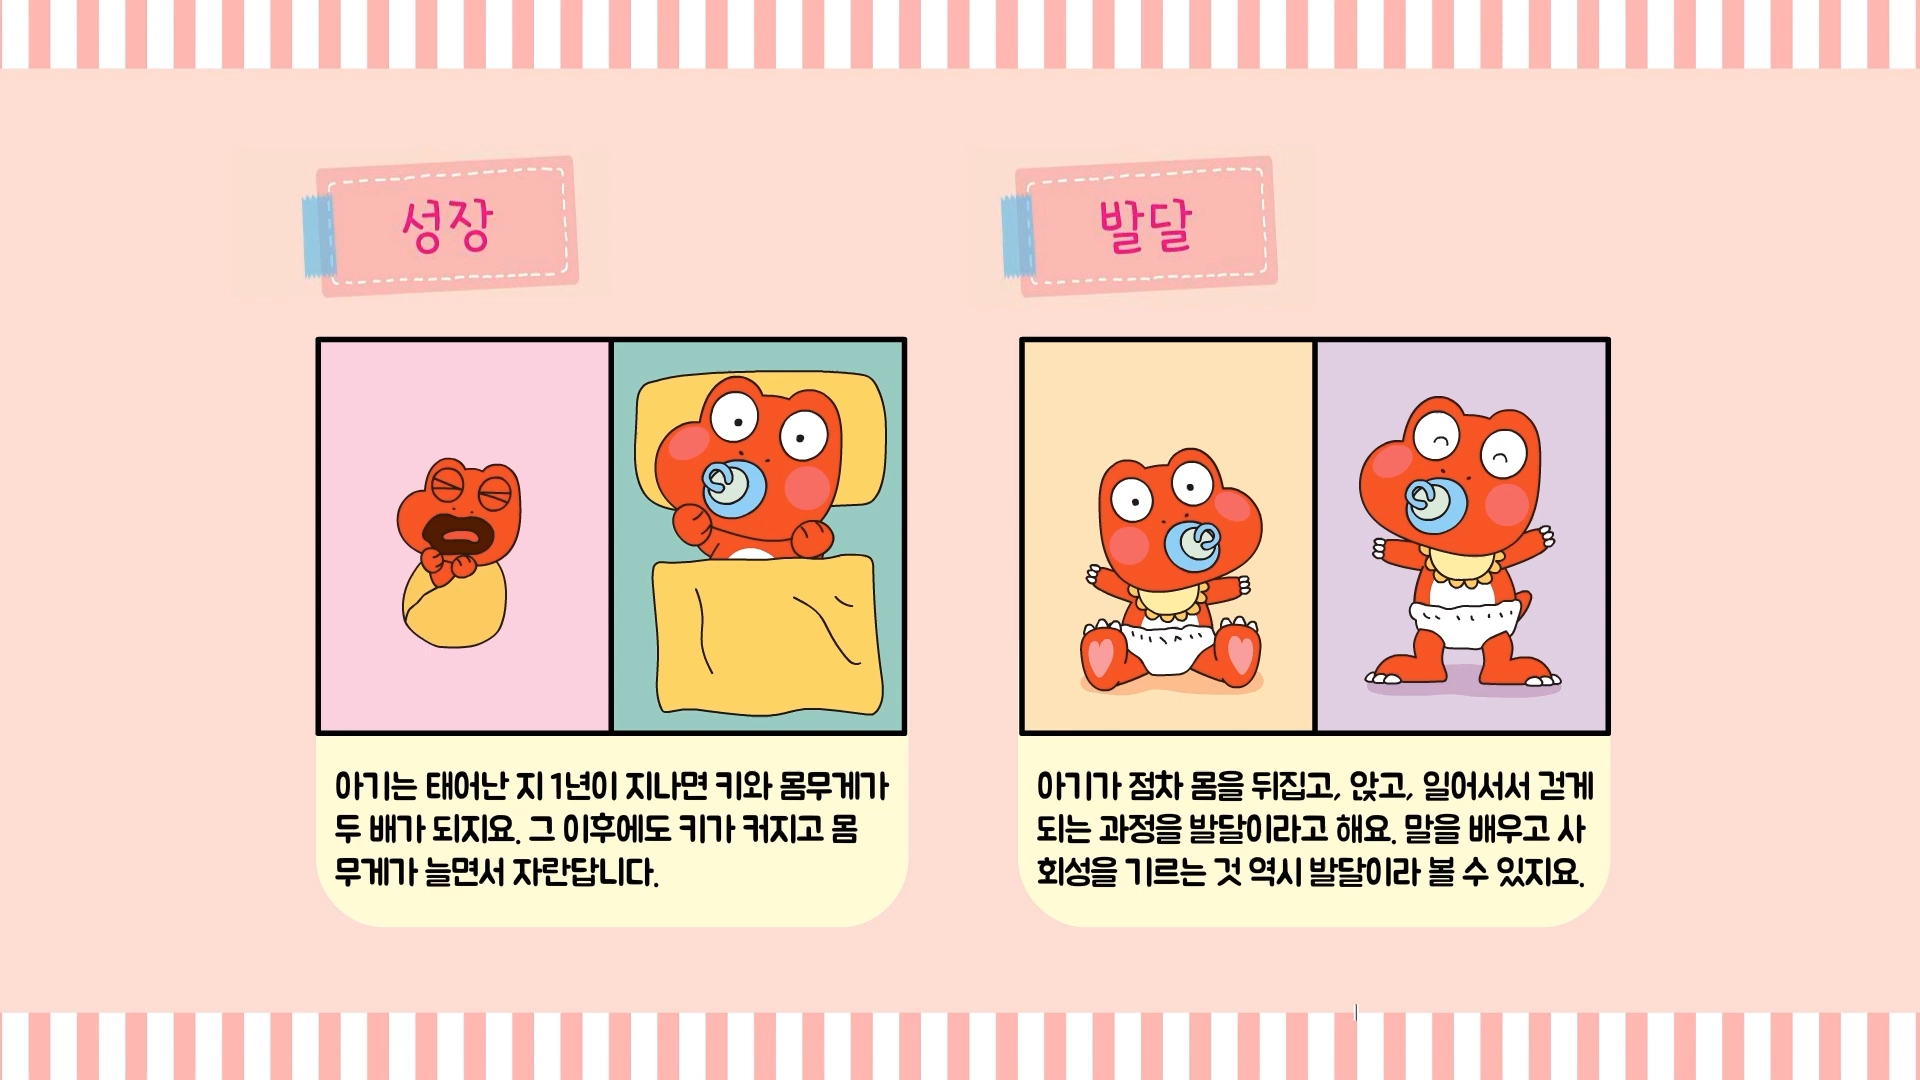 성장
아기는 태어난 지 1년이 지나면 키와 몸무게가
두 배가 되지요. 그 이후에도 키가 커지고 몸
무게가 늘면서 자란답니다.
발달
아기가 점차 몸을 뒤집고, 앉고, 일어서서 걷게
되는 과정을 발달이라고 해요. 말을 배우고 사
회성을 기르는 것 역시 발달이라 볼 수 있지요.